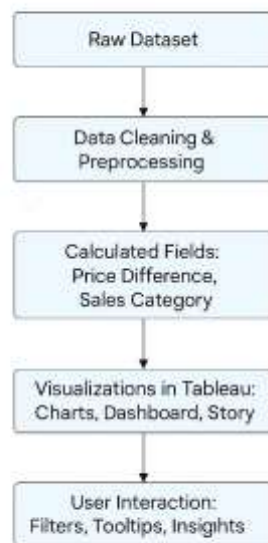 Raw Dataset
Data Cleaning &
Preprocessing
Calculated Fields:
Price Difference,
Sales Category
Visualizations in Tableau:
Charts, Dashboard, Story
User Interaction:
Filters, Tooltips, Insights